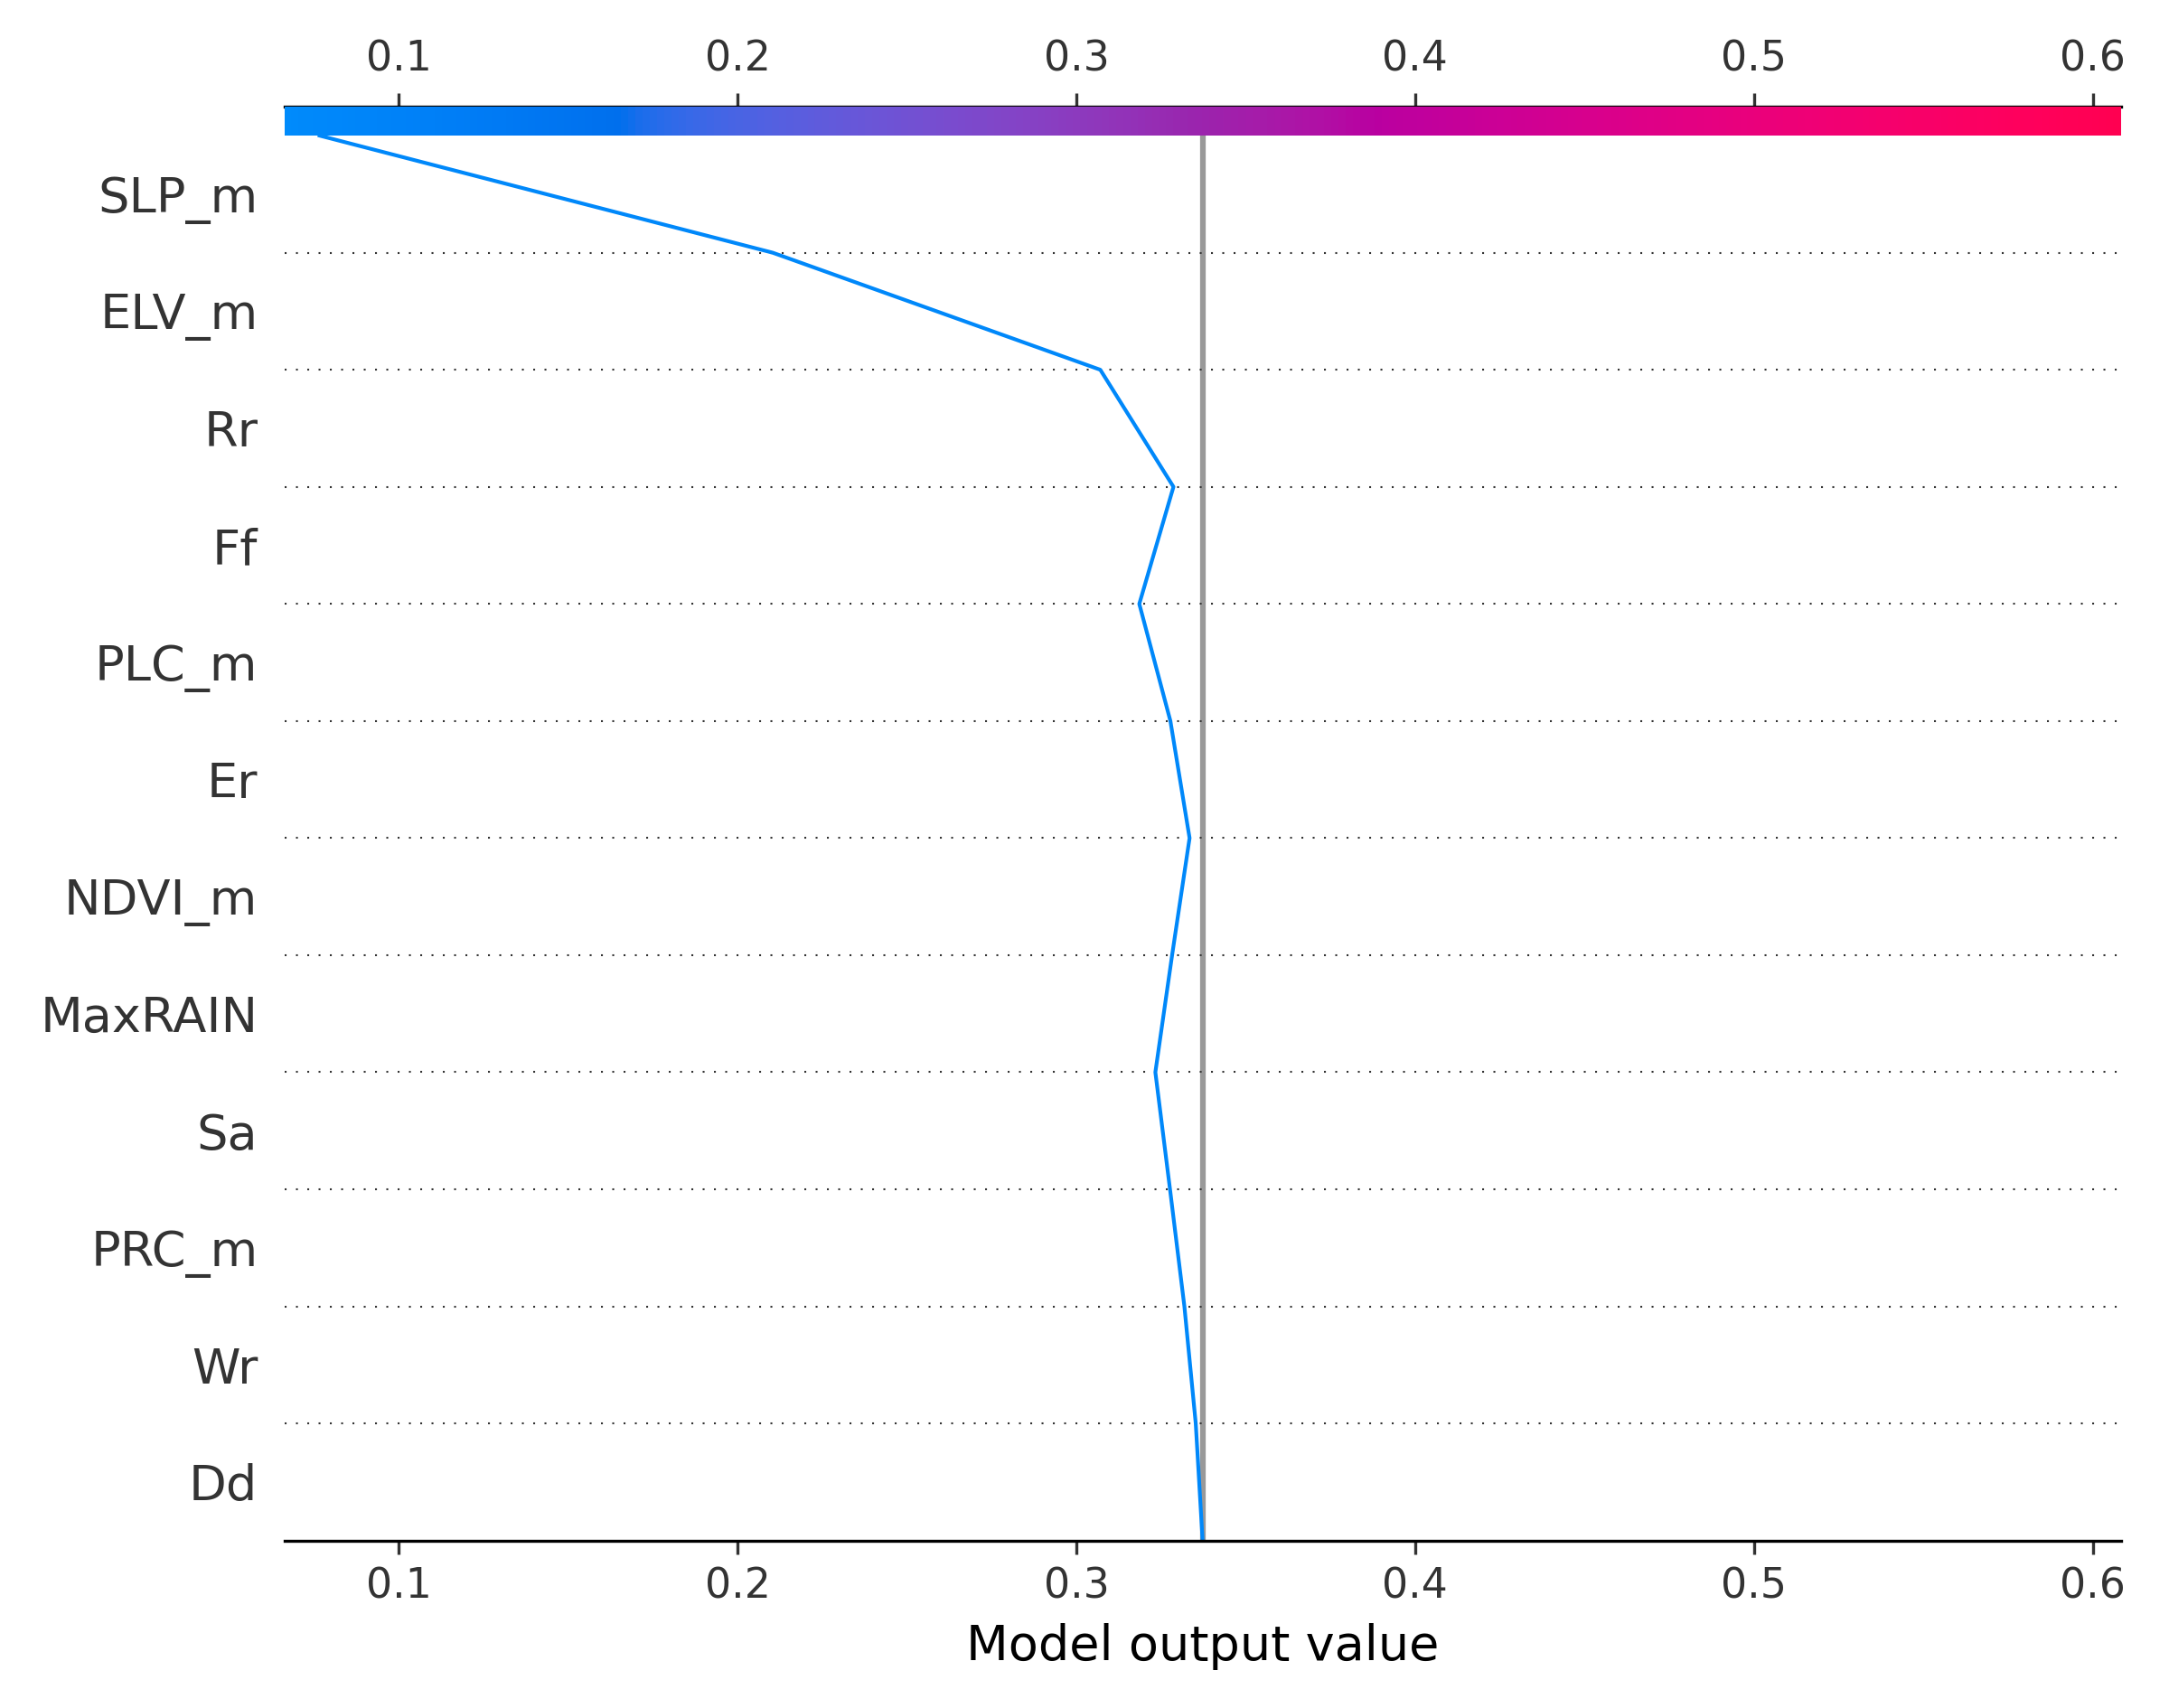 0.1 0.2 0.3 0.4 0.5 0.6
SLP_m
ELV_m
Rr
Ff
PLC_m
Er
NDVI_m
MaxRAIN
Sa
PRC_m
Wr
Dd
0.1 0.2 0.3 0.4 0.5 0.6
Model output value